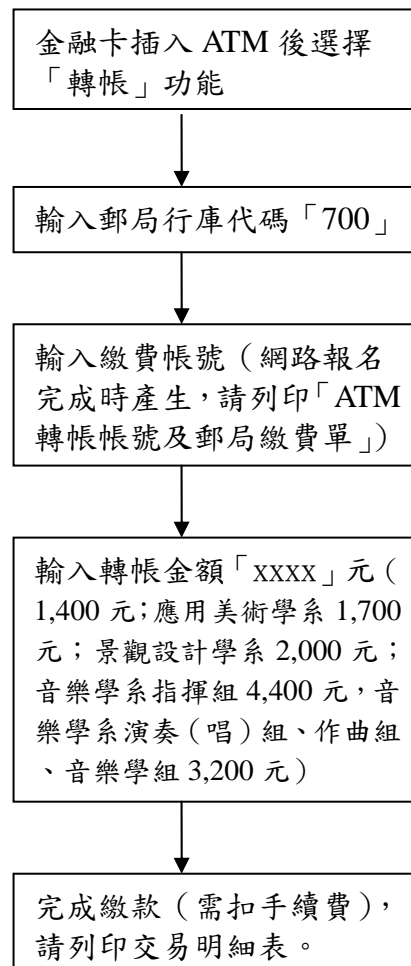 金融卡插入 ATM 後選擇
「轉帳」功能
輸入郵局行庫代碼「700」
輸入繳費帳號（網路報名
完成時產生，請列印「ATM
轉帳帳號及郵局繳費單」）
輸入轉帳金額「xxxx」元（
1,400 元；應用美術學系 1,700
元；景觀設計學系 2,000 元；
音樂學系指揮組 4,400 元，音
樂學系演奏（唱）組、作曲組
、音樂學組 3,200 元）
完成繳款（需扣手續費），
請列印交易明細表。